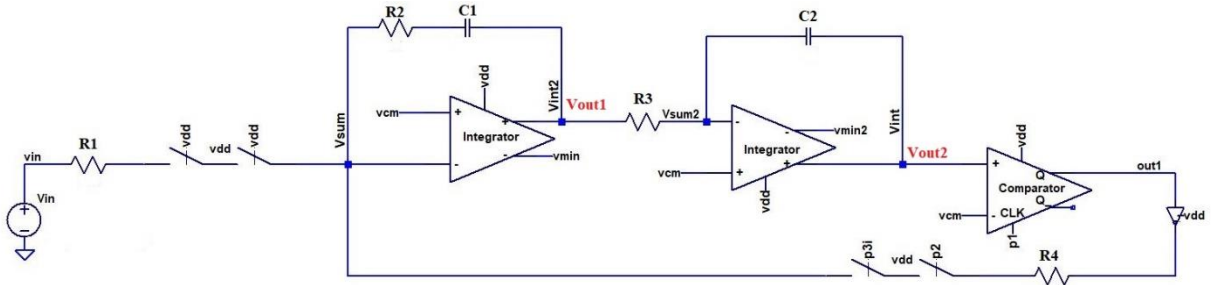 R2
C1
C2
vdd
Vint2
Vout1
R3
Vsum2
vcm
+
+
Integrator
-
-
vmin
Vsum
-
-
vmin2
Integrator
+
+
vcm
vdd
Vint
Vout2
vin
R1
vdd
vdd
vdd
Vin
+
-
vdd
+
Q
out1
Comparator
Q
vcm
-
CLK
p1
vdd
p3i
vdd
p2
R4